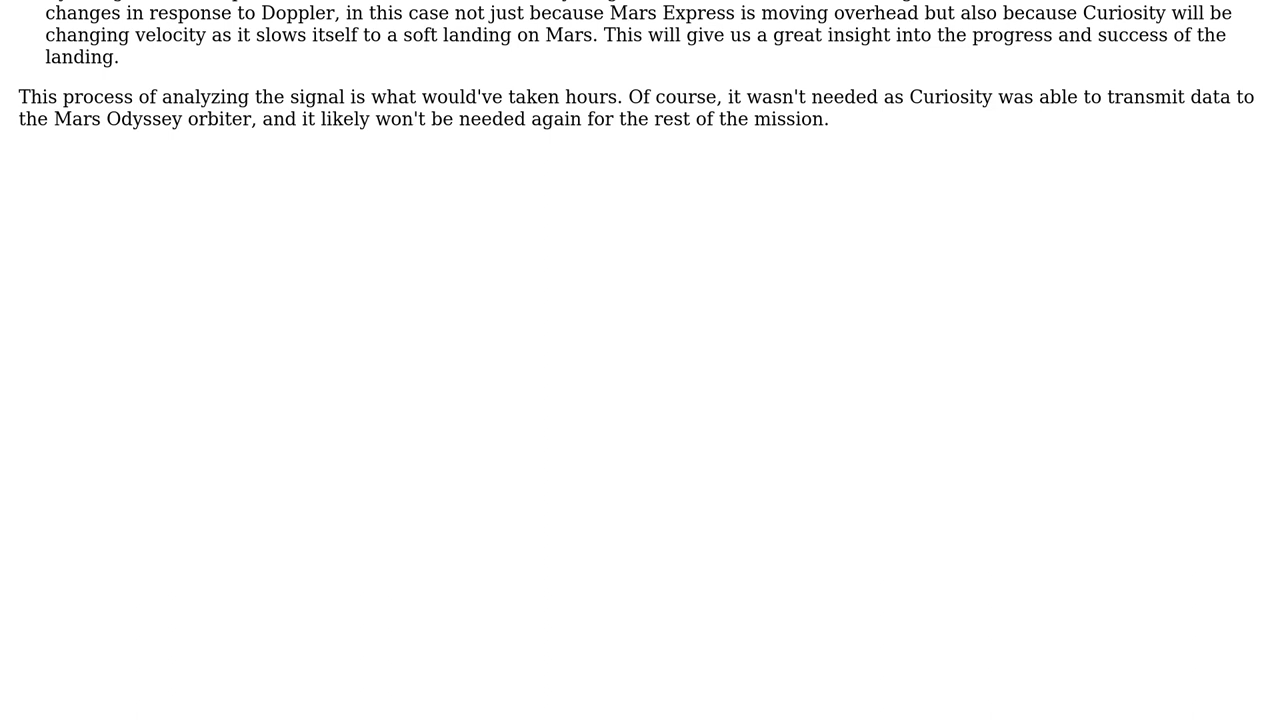 changes in response to Doppler, in this case not just because Mars Express is moving overhead but also because Curiosity will be
changing velocity as it slows itself to a soft landing on Mars. This will give us a great insight into the progress and success of the
landing.
This process of analyzing the signal is what would've taken hours. Of course, it wasn't needed as Curiosity was able to transmit data to
the Mars Odyssey orbiter, and it likely won't be needed again for the rest of the mission.